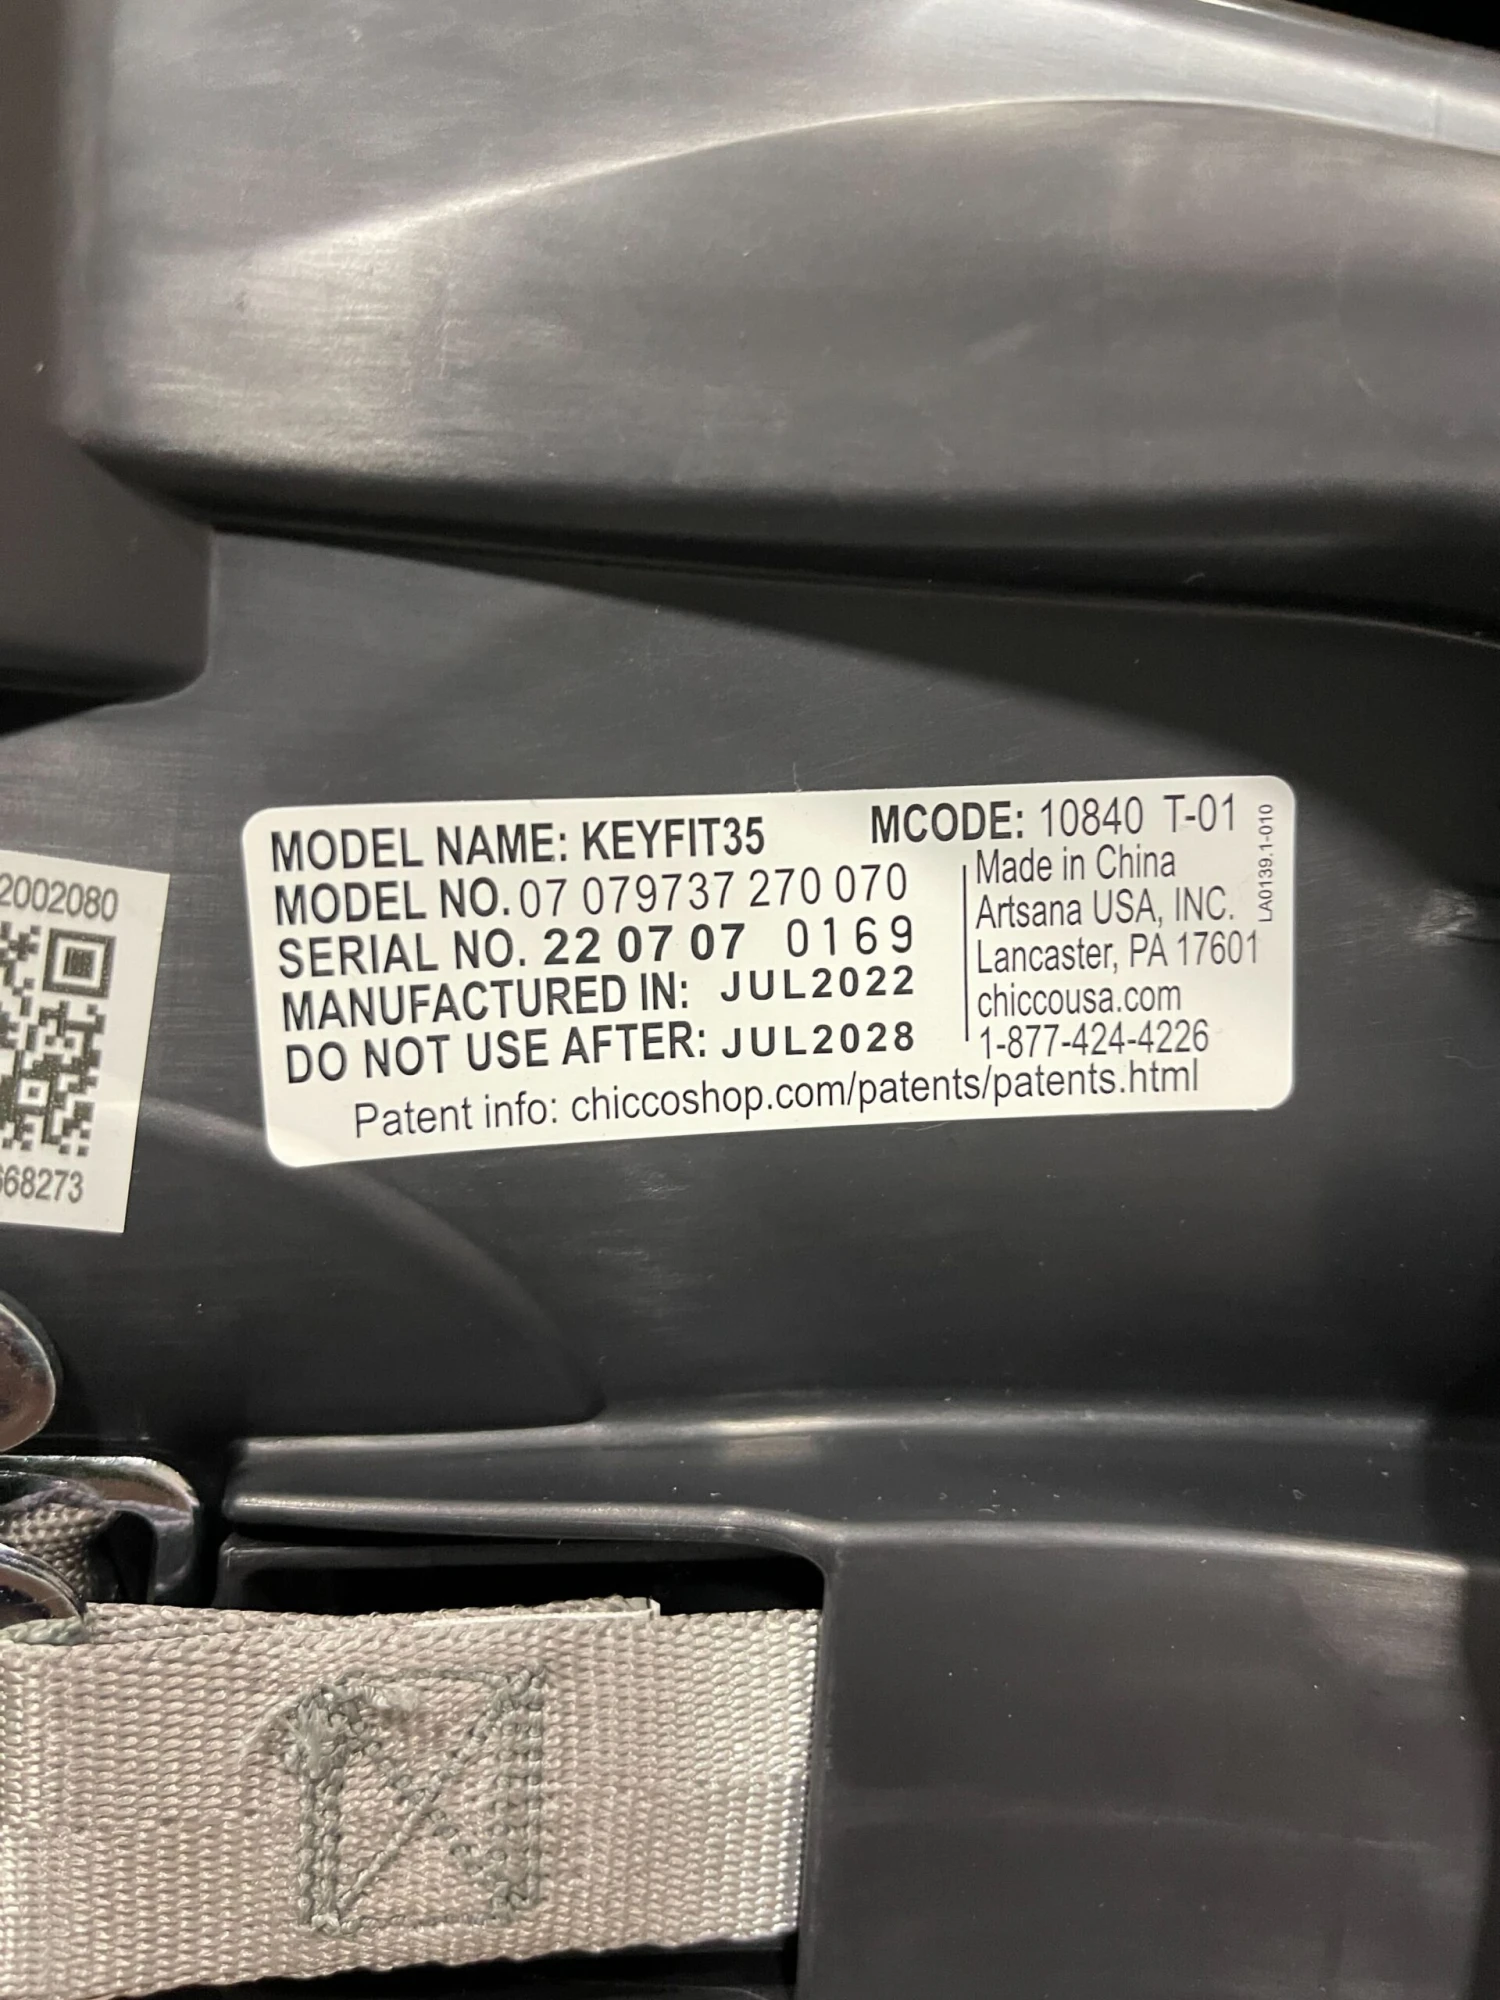 MODEL NAME: KEYFIT35 MCODE: 10840 T-01
MODEL NO. 07 079737 270 070
SERIAL NO. 22 07 07 0169
MANUFACTURED IN: JUL2022
DO NOT USE AFTER: JUL2028
Made in China
Artsana USA, INC.
Lancaster, PA 17601
chiccousa.com
1-877-424-4226
Patent info: chiccoshop.com/patents/patents.html
LA0139.1-010
2002080
68273